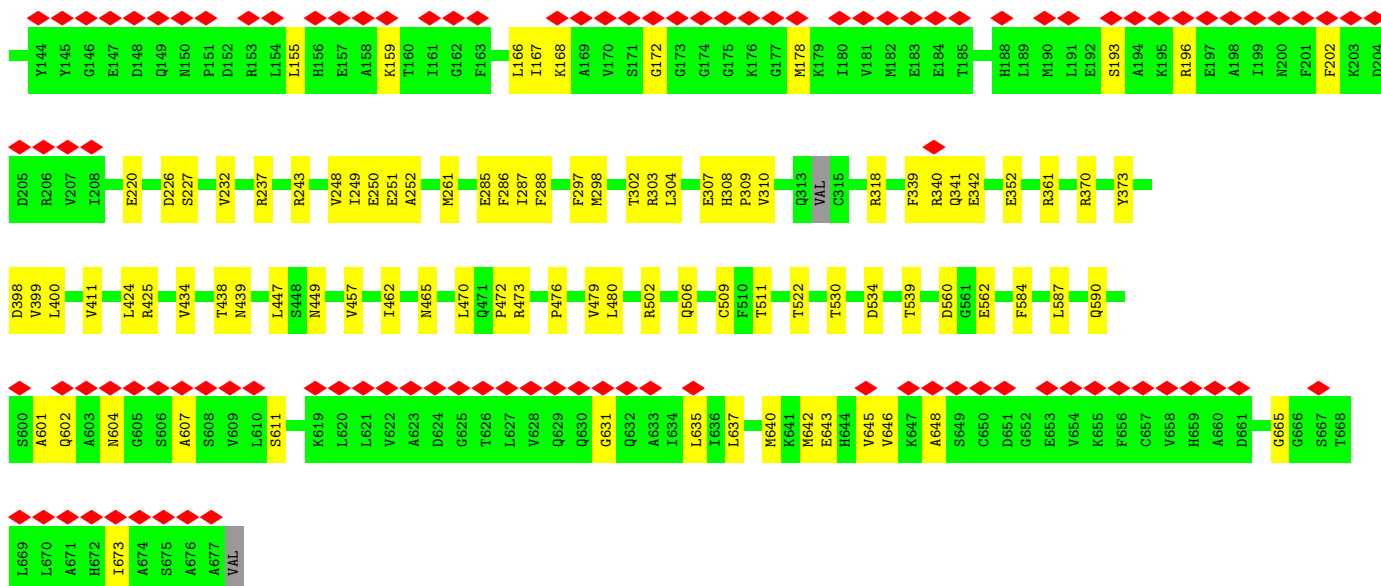 Y144 Y145 G146 E147 D148 Q149 N150 P151 D152 R153 L154 L155 H156 E157 A158 K159 T160 I161 G162 F163 L166 I167 K168 A169 V170 S171 G172 G173 G174 G175 K176 G177 M178 K179 I180 V181 M182 E183 E184 T185 H188 L189 M190 L191 E192 S193 A194 K195 R196 E197 A198 I199 N200 F201 F202 K203 D204
D205 R206 V207 I208 E220 D226 S227 V232 R237 R243 V248 I249 E250 E251 A252 M261 E285 F286 I287 F288 F297 M298 T302 R303 L304 E307 H308 P309 V310 Q313 VAL C315 R318 F339 R340 Q341 E342 E352 R361 R370 Y373
D398 V399 L400 V411 L424 R425 V434 T438 N439 L447 S448 N449 V457 I462 N465 L470 Q471 P472 R473 P476 V479 L480 R502 Q506 C509 F510 T511 T522 T530 D534 T539 D560 G561 E562 F584 L587 Q590
S600 A601 Q602 A603 N604 G605 S606 A607 S608 V609 L610 S611 K619 L620 L621 V622 A623 D624 G625 T626 L627 V628 Q629 Q630 G631 Q632 A633 I634 L635 I636 L637 M640 K641 M642 E643 H644 V645 V646 K647 A648 S649 C650 D651 G652 E653 V654 K655 F656 C657 V658 H659 A660 D661 G665 G666 S667 T668
L669 L670 A671 H672 I673 A674 S675 A676 A677 VAL